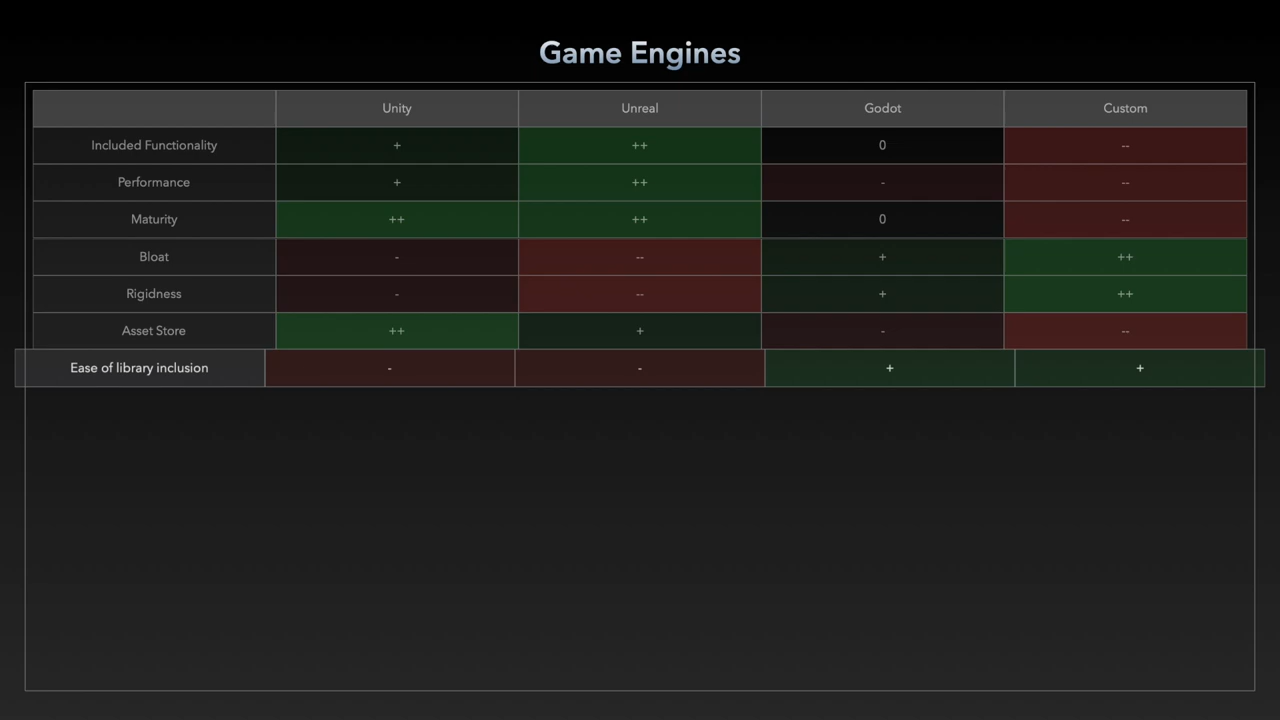 Game Engines
Unity Unreal Godot Custom
Included Functionality + ++ 0 --
Performance + ++ - --
Maturity ++ ++ 0 --
Bloat - -- + ++
Rigidness - -- + ++
Asset Store ++ + - --
Ease of library inclusion - - + +